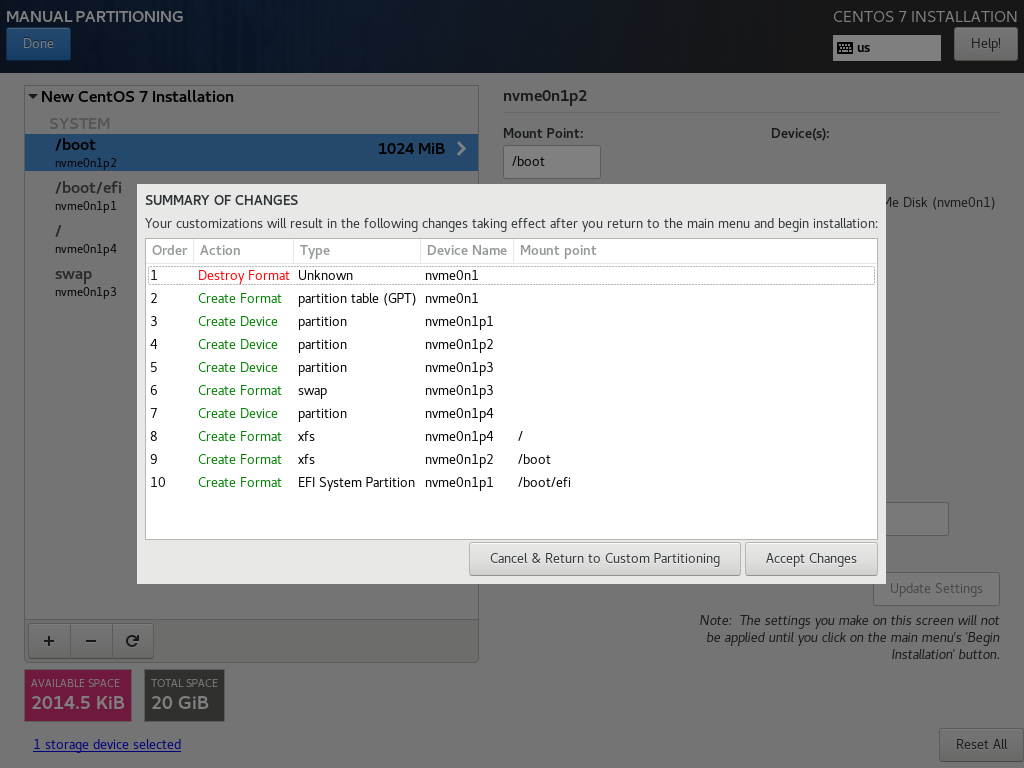 MANUAL PARTITIONING
CENTOS 7 INSTALLATION
Done
us
Help!
New CentOS 7 Installation
SYSTEM
/boot
1024 MiB
nvme0n1p2
/boot/efi
nvme0n1p1
/
nvme0n1p4
swap
nvme0n1p3
nvme0n1p2
Mount Point:
Device(s):
/boot
Disk (nvme0n1)
SUMMARY OF CHANGES
Your customizations will result in the following changes taking effect after you return to the main menu and begin installation:
Order Action Type Device Name Mount point
1 Destroy Format Unknown nvme0n1
2 Create Format partition table (GPT) nvme0n1
3 Create Device partition nvme0n1p1
4 Create Device partition nvme0n1p2
5 Create Device partition nvme0n1p3
6 Create Format swap nvme0n1p3
7 Create Device partition nvme0n1p4
8 Create Format xfs nvme0n1p4 /
9 Create Format xfs nvme0n1p2 /boot
10 Create Format EFI System Partition nvme0n1p1 /boot/efi
Cancel & Return to Custom Partitioning
Accept Changes
Update Settings
Note: The settings you make on this screen will not
be applied until you click on the main menu's 'Begin
Installation' button.
AVAILABLE SPACE
2014.5 KiB
TOTAL SPACE
20 GiB
1 storage device selected
Reset All